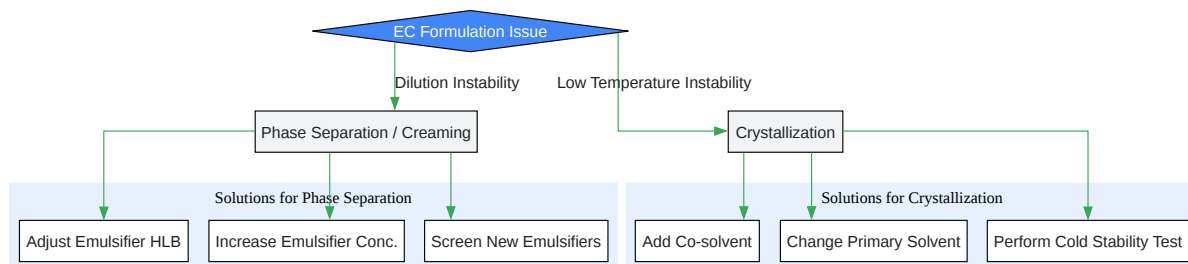 EC Formulation Issue
Dilution Instability
Low Temperature Instability
Phase Separation / Creaming
Crystallization
Solutions for Phase Separation
Solutions for Crystallization
Adjust Emulsifier HLB
Increase Emulsifier Conc.
Screen New Emulsifiers
Add Co-solvent
Change Primary Solvent
Perform Cold Stability Test